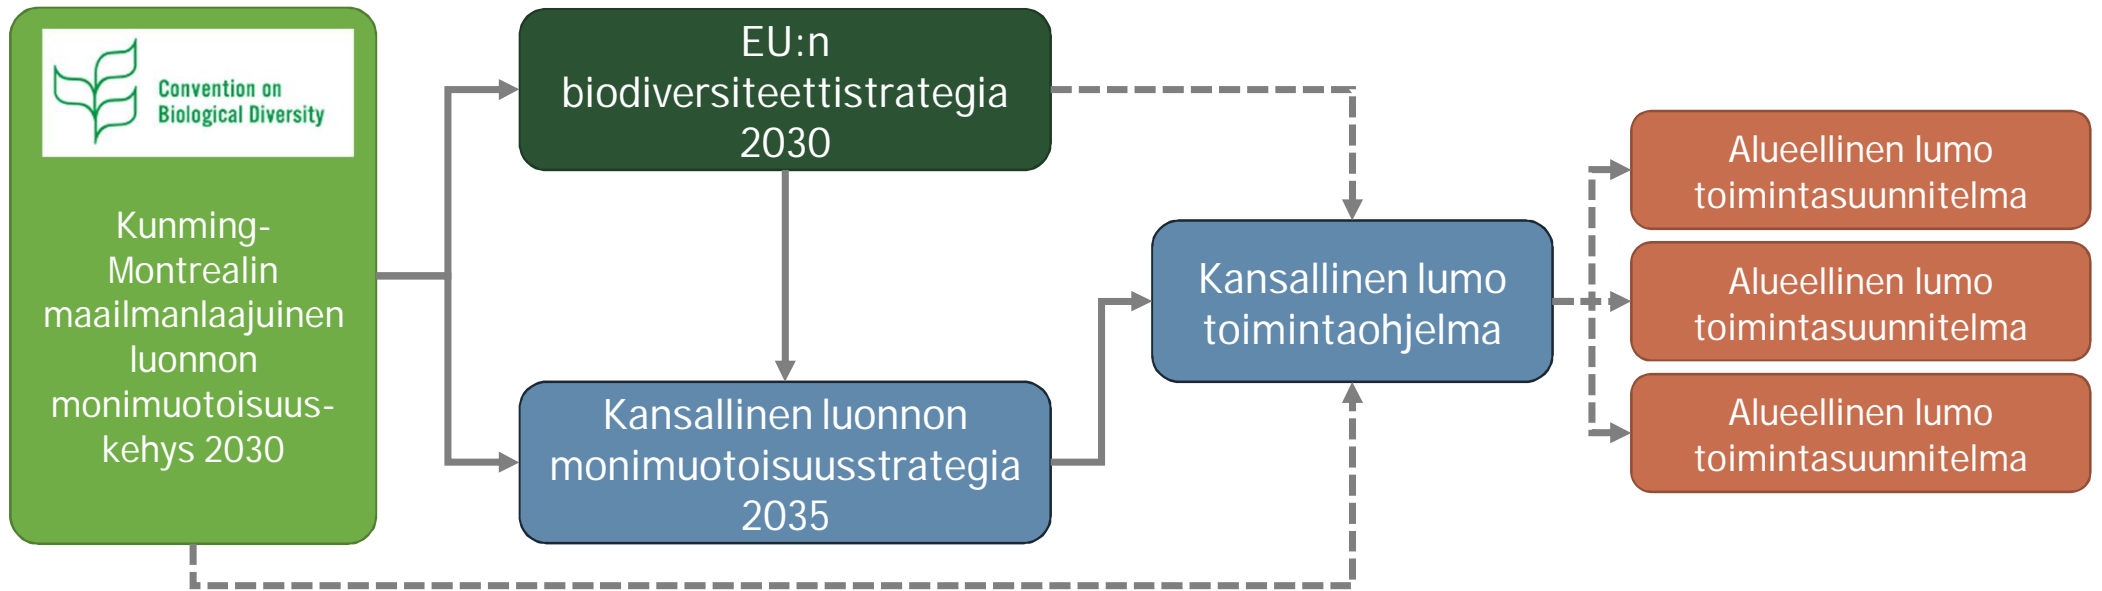 Convention on
Biological Diversity
Kunming-
Montrealin
maailmanlaajuinen
luonnon
monimuotoisuus-
kehys 2030
EU:n
biodiversiteettistrategia
2030
Kansallinen luonnon
monimuotoisuusstrategia
2035
Kansallinen lumo
toimintaohjelma
Alueellinen lumo
toimintasuunnitelma
Alueellinen lumo
toimintasuunnitelma
Alueellinen lumo
toimintasuunnitelma